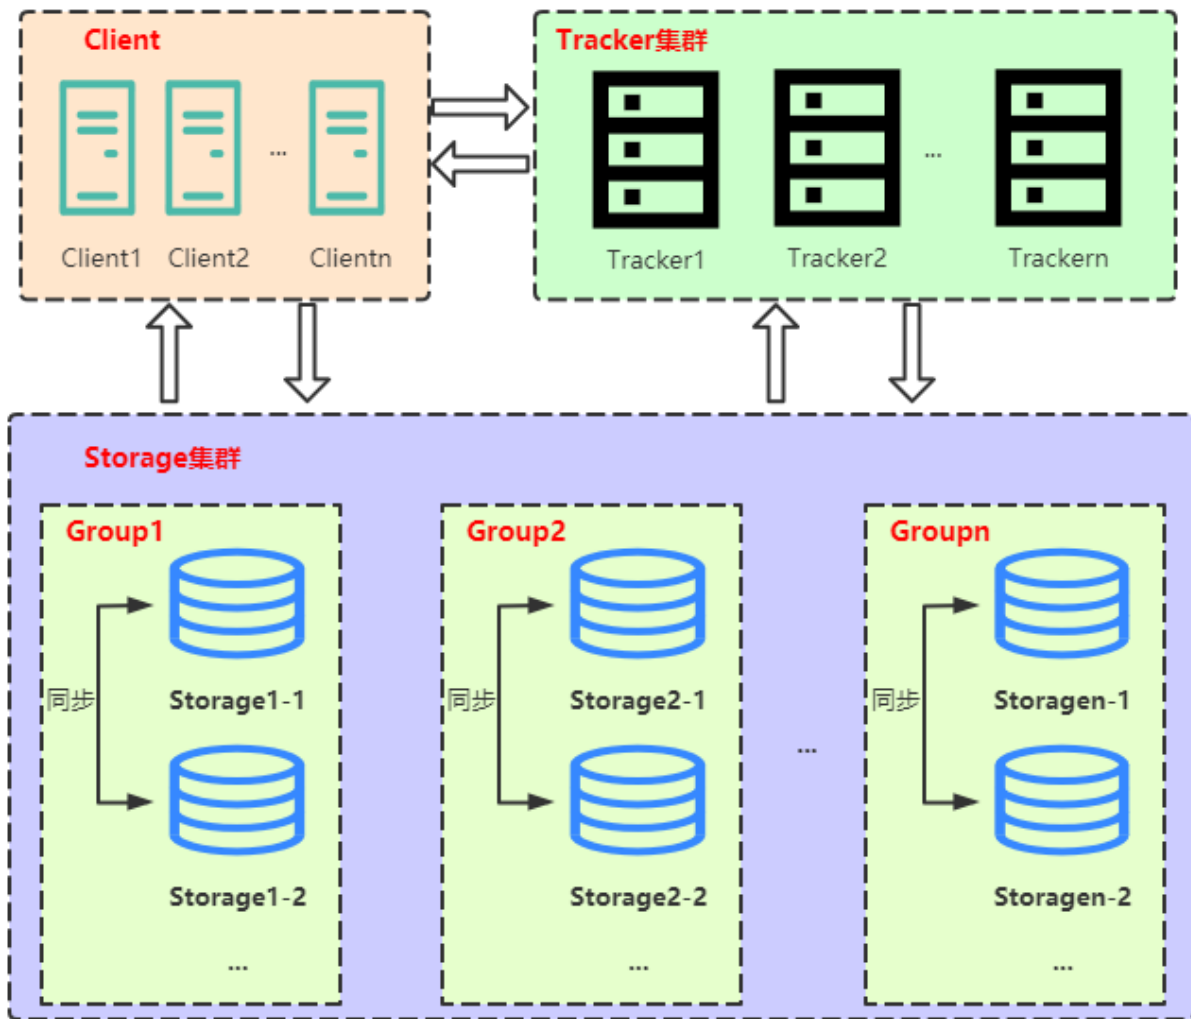 Client
Tracker集群
...
...
Client1 Client2 Clientn
Tracker1 Tracker2 Trackern
Storage集群
Group1
Group2
Groupn
同步
同步
同步
Storage1-1
Storage2-1
Storagen-1
...
Storage1-2
Storage2-2
Storagen-2
...
...
...